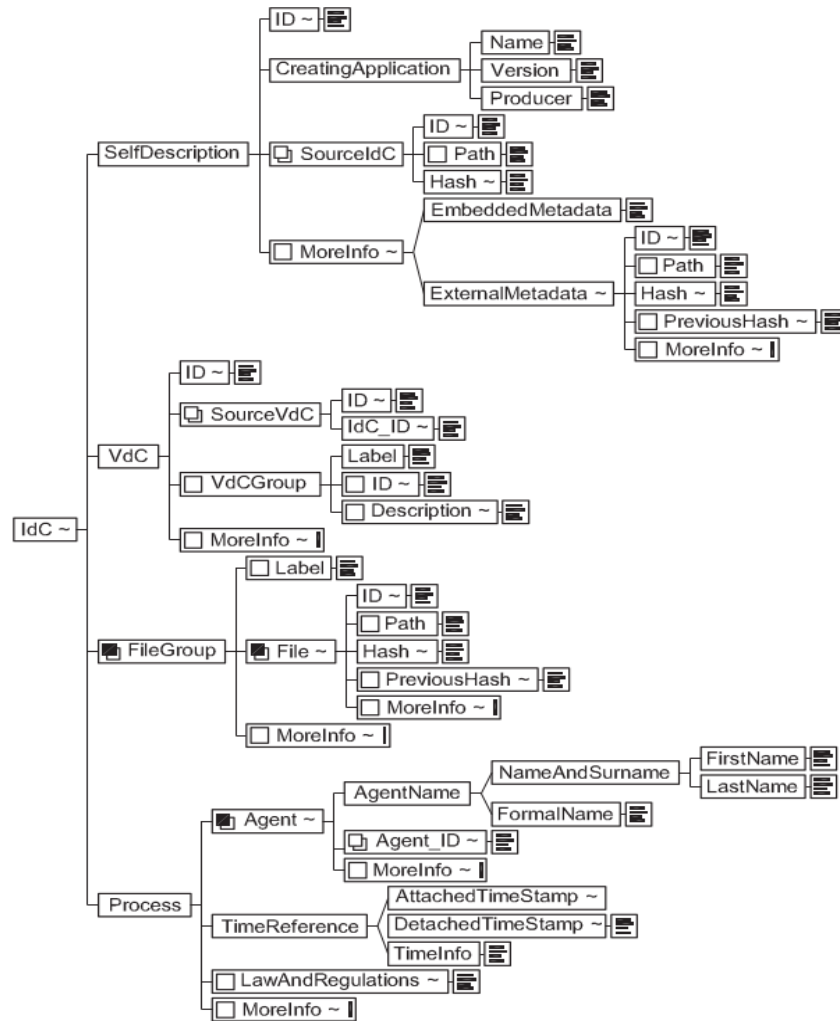 ID ~
CreatingApplication
Name
Version
Producer
SelfDescription
SourceIdC
ID ~
Path
Hash ~
MoreInfo ~
EmbeddedMetadata
ExternalMetadata ~
ID ~
Path
Hash ~
PreviousHash ~
MoreInfo ~
IdC ~
VdC
ID ~
SourceVdC
ID ~
IdC_ID ~
VdCGroup
Label
ID ~
Description ~
MoreInfo ~
FileGroup
Label
File ~
ID ~
Path
Hash ~
PreviousHash ~
MoreInfo ~
MoreInfo ~
Process
Agent ~
AgentName
NameAndSurname
FirstName
LastName
FormalName
Agent_ID ~
MoreInfo ~
TimeReference
AttachedTimeStamp ~
DetachedTimeStamp ~
TimeInfo
LawAndRegulations ~
MoreInfo ~